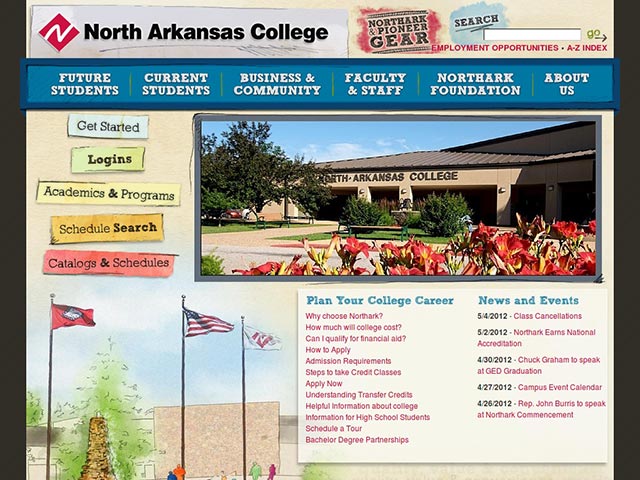 North Arkansas College
NORTHARK
& PIONEER
GEAR
SEARCH
go
EMPLOYMENT OPPORTUNITIES • A-Z INDEX
FUTURE
STUDENTS
CURRENT
STUDENTS
BUSINESS &
COMMUNITY
FACULTY
& STAFF
NORTHARK
FOUNDATION
ABOUT
US
Get Started
Logins
Academics & Programs
Schedule Search
Catalogs & Schedules
NORTH ARKANSAS COLLEGE
Plan Your College Career
Why choose Northark?
How much will college cost?
Can I qualify for financial aid?
How to Apply
Admission Requirements
Steps to take Credit Classes
Apply Now
Understanding Transfer Credits
Helpful Information about college
Information for High School Students
Schedule a Tour
Bachelor Degree Partnerships
News and Events
5/4/2012 - Class Cancellations
5/2/2012 - Northark Earns National
Accreditation
4/30/2012 - Chuck Graham to speak
at GED Graduation
4/27/2012 - Campus Event Calendar
4/26/2012 - Rep. John Burris to speak
at Northark Commencement